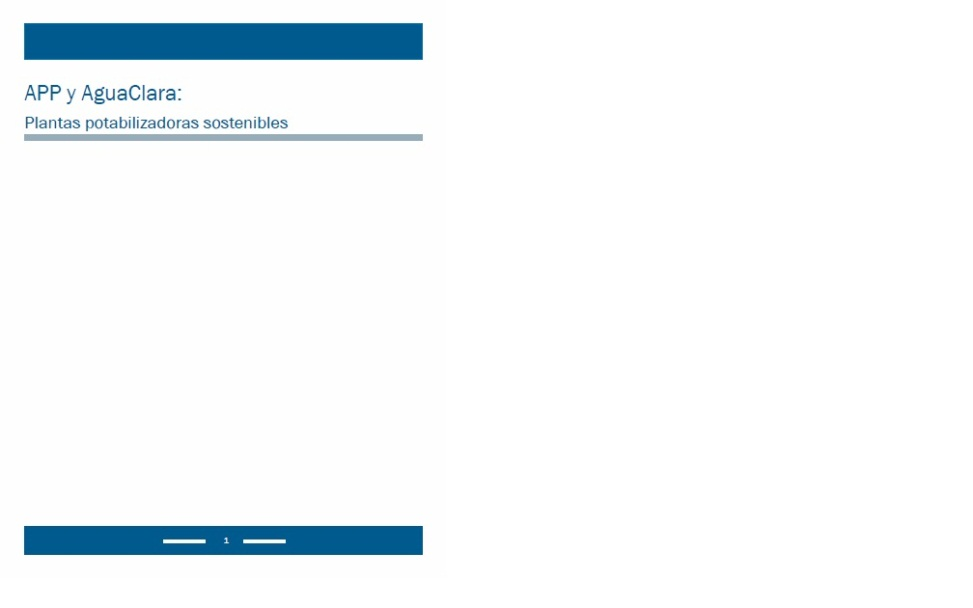 APP y AguaClara:
Plantas potabilizadoras sostenibles
1